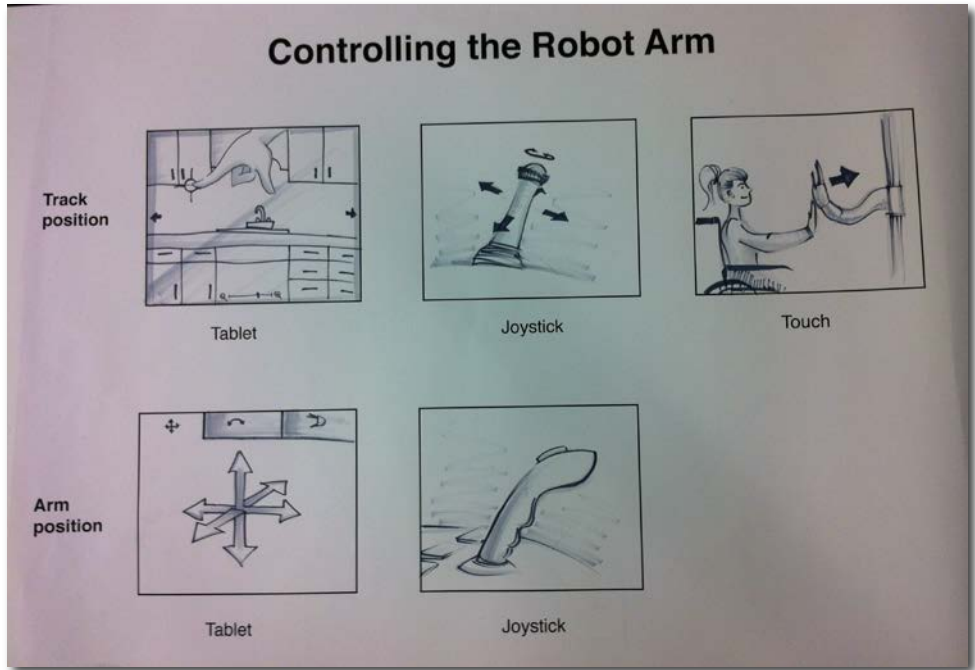 Controlling the Robot Arm
Track
position
Tablet
Joystick
Touch
Arm
position
Tablet
Joystick